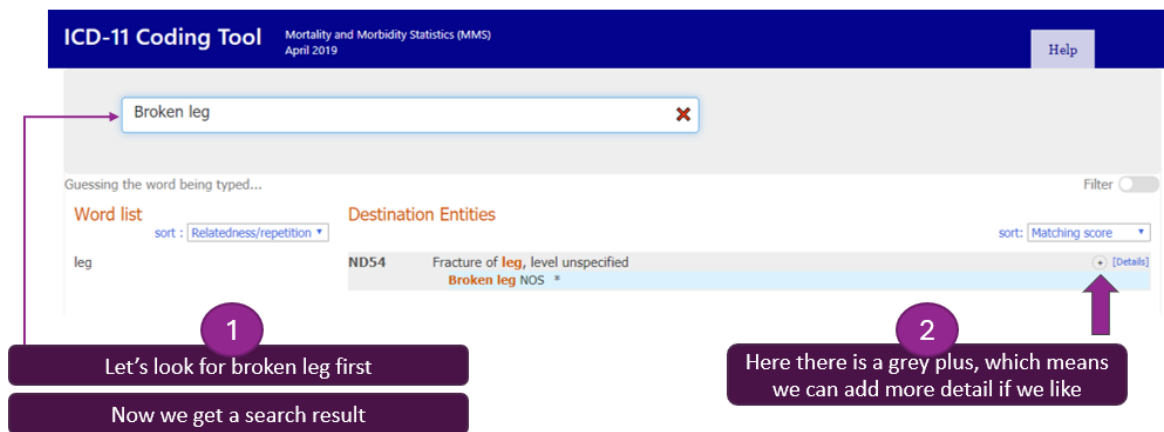 ICD-11 Coding Tool
Mortality and Morbidity Statistics (MMS)
April 2019
Help
Broken leg
Guessing the word being typed...
Filter
Word list
sort : Relatedness/repetition
Destination Entities
sort: Matching score
leg
ND54 Fracture of leg, level unspecified
[Details]
Broken leg NOS *
1
Let's look for broken leg first
Now we get a search result
2
Here there is a grey plus, which means
we can add more detail if we like